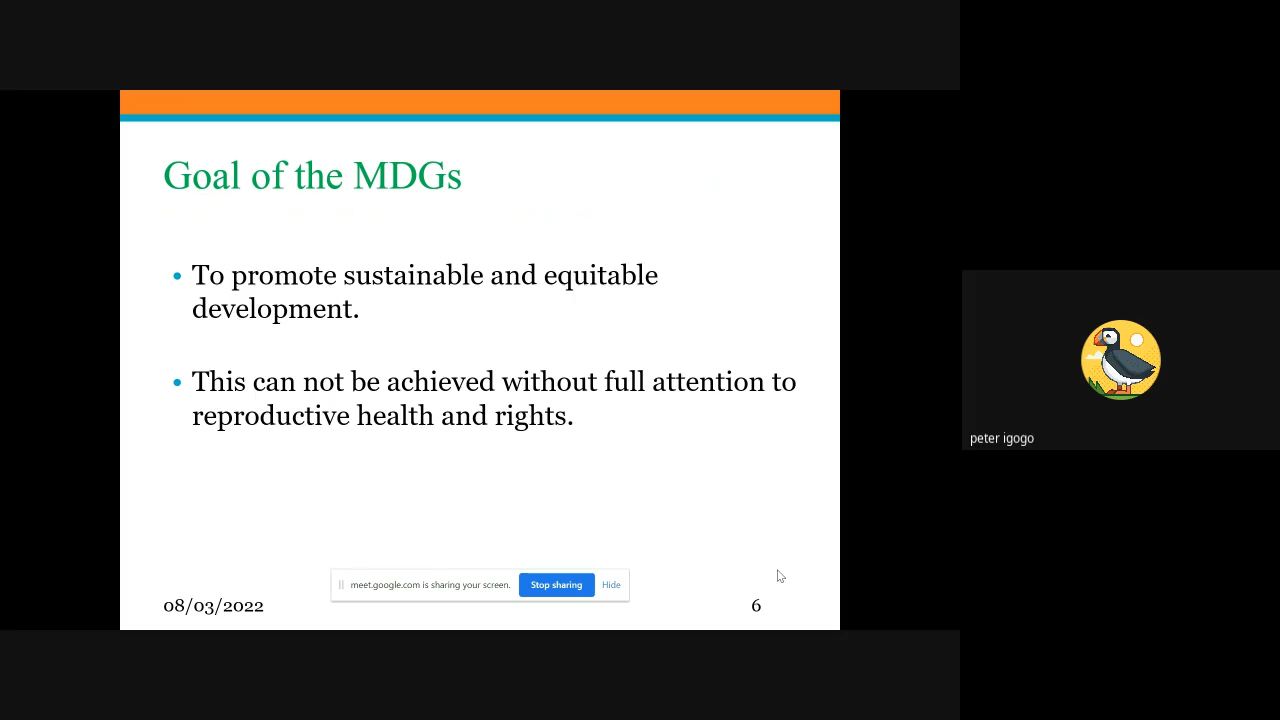 Goal of the MDGs
• To promote sustainable and equitable
development.
• This can not be achieved without full attention to
reproductive health and rights.
meet.google.com is sharing your screen. Stop sharing Hide
08/03/2022 6
peter igogo